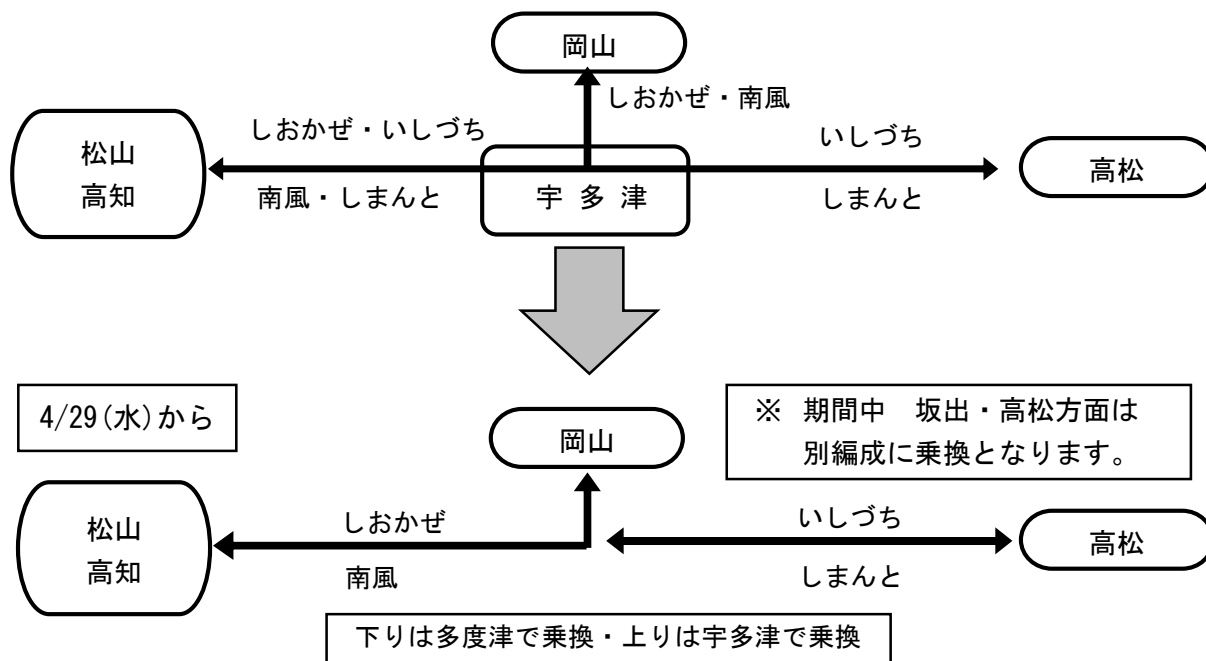 岡山
しおかぜ・南風
しおかぜ・いしづち
いしづち
松山
高知
宇多津
高松
南風・しまんと
しまんと
4/29(水)から
※ 期間中 坂出・高松方面は
別編成に乗換となります。
岡山
松山
高知
しおかぜ
いしづち
高松
南風
しまんと
下りは多度津で乗換・上りは宇多津で乗換